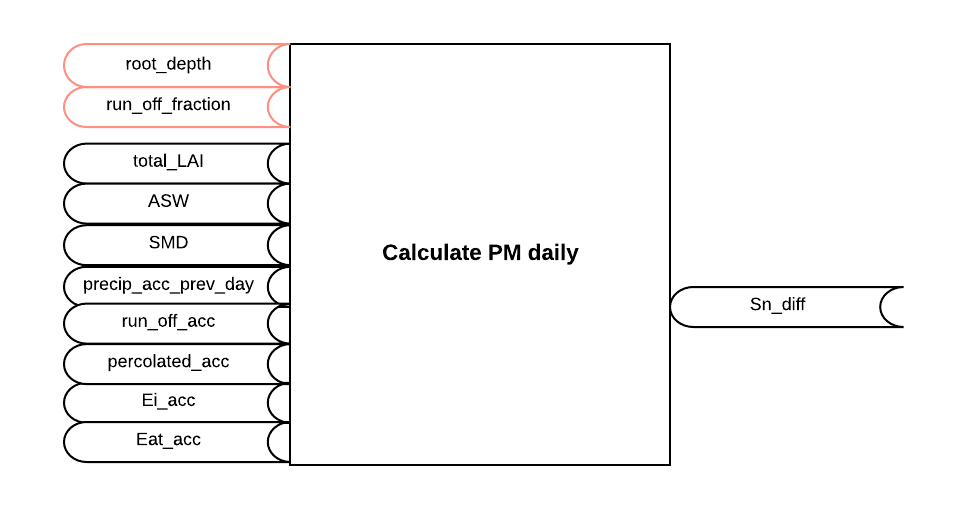 root_depth
run_off_fraction
total_LAI
ASW
SMD
precip_acc_prev_day
run_off_acc
percolated_acc
Ei_acc
Eat_acc
Calculate PM daily
Sn_diff